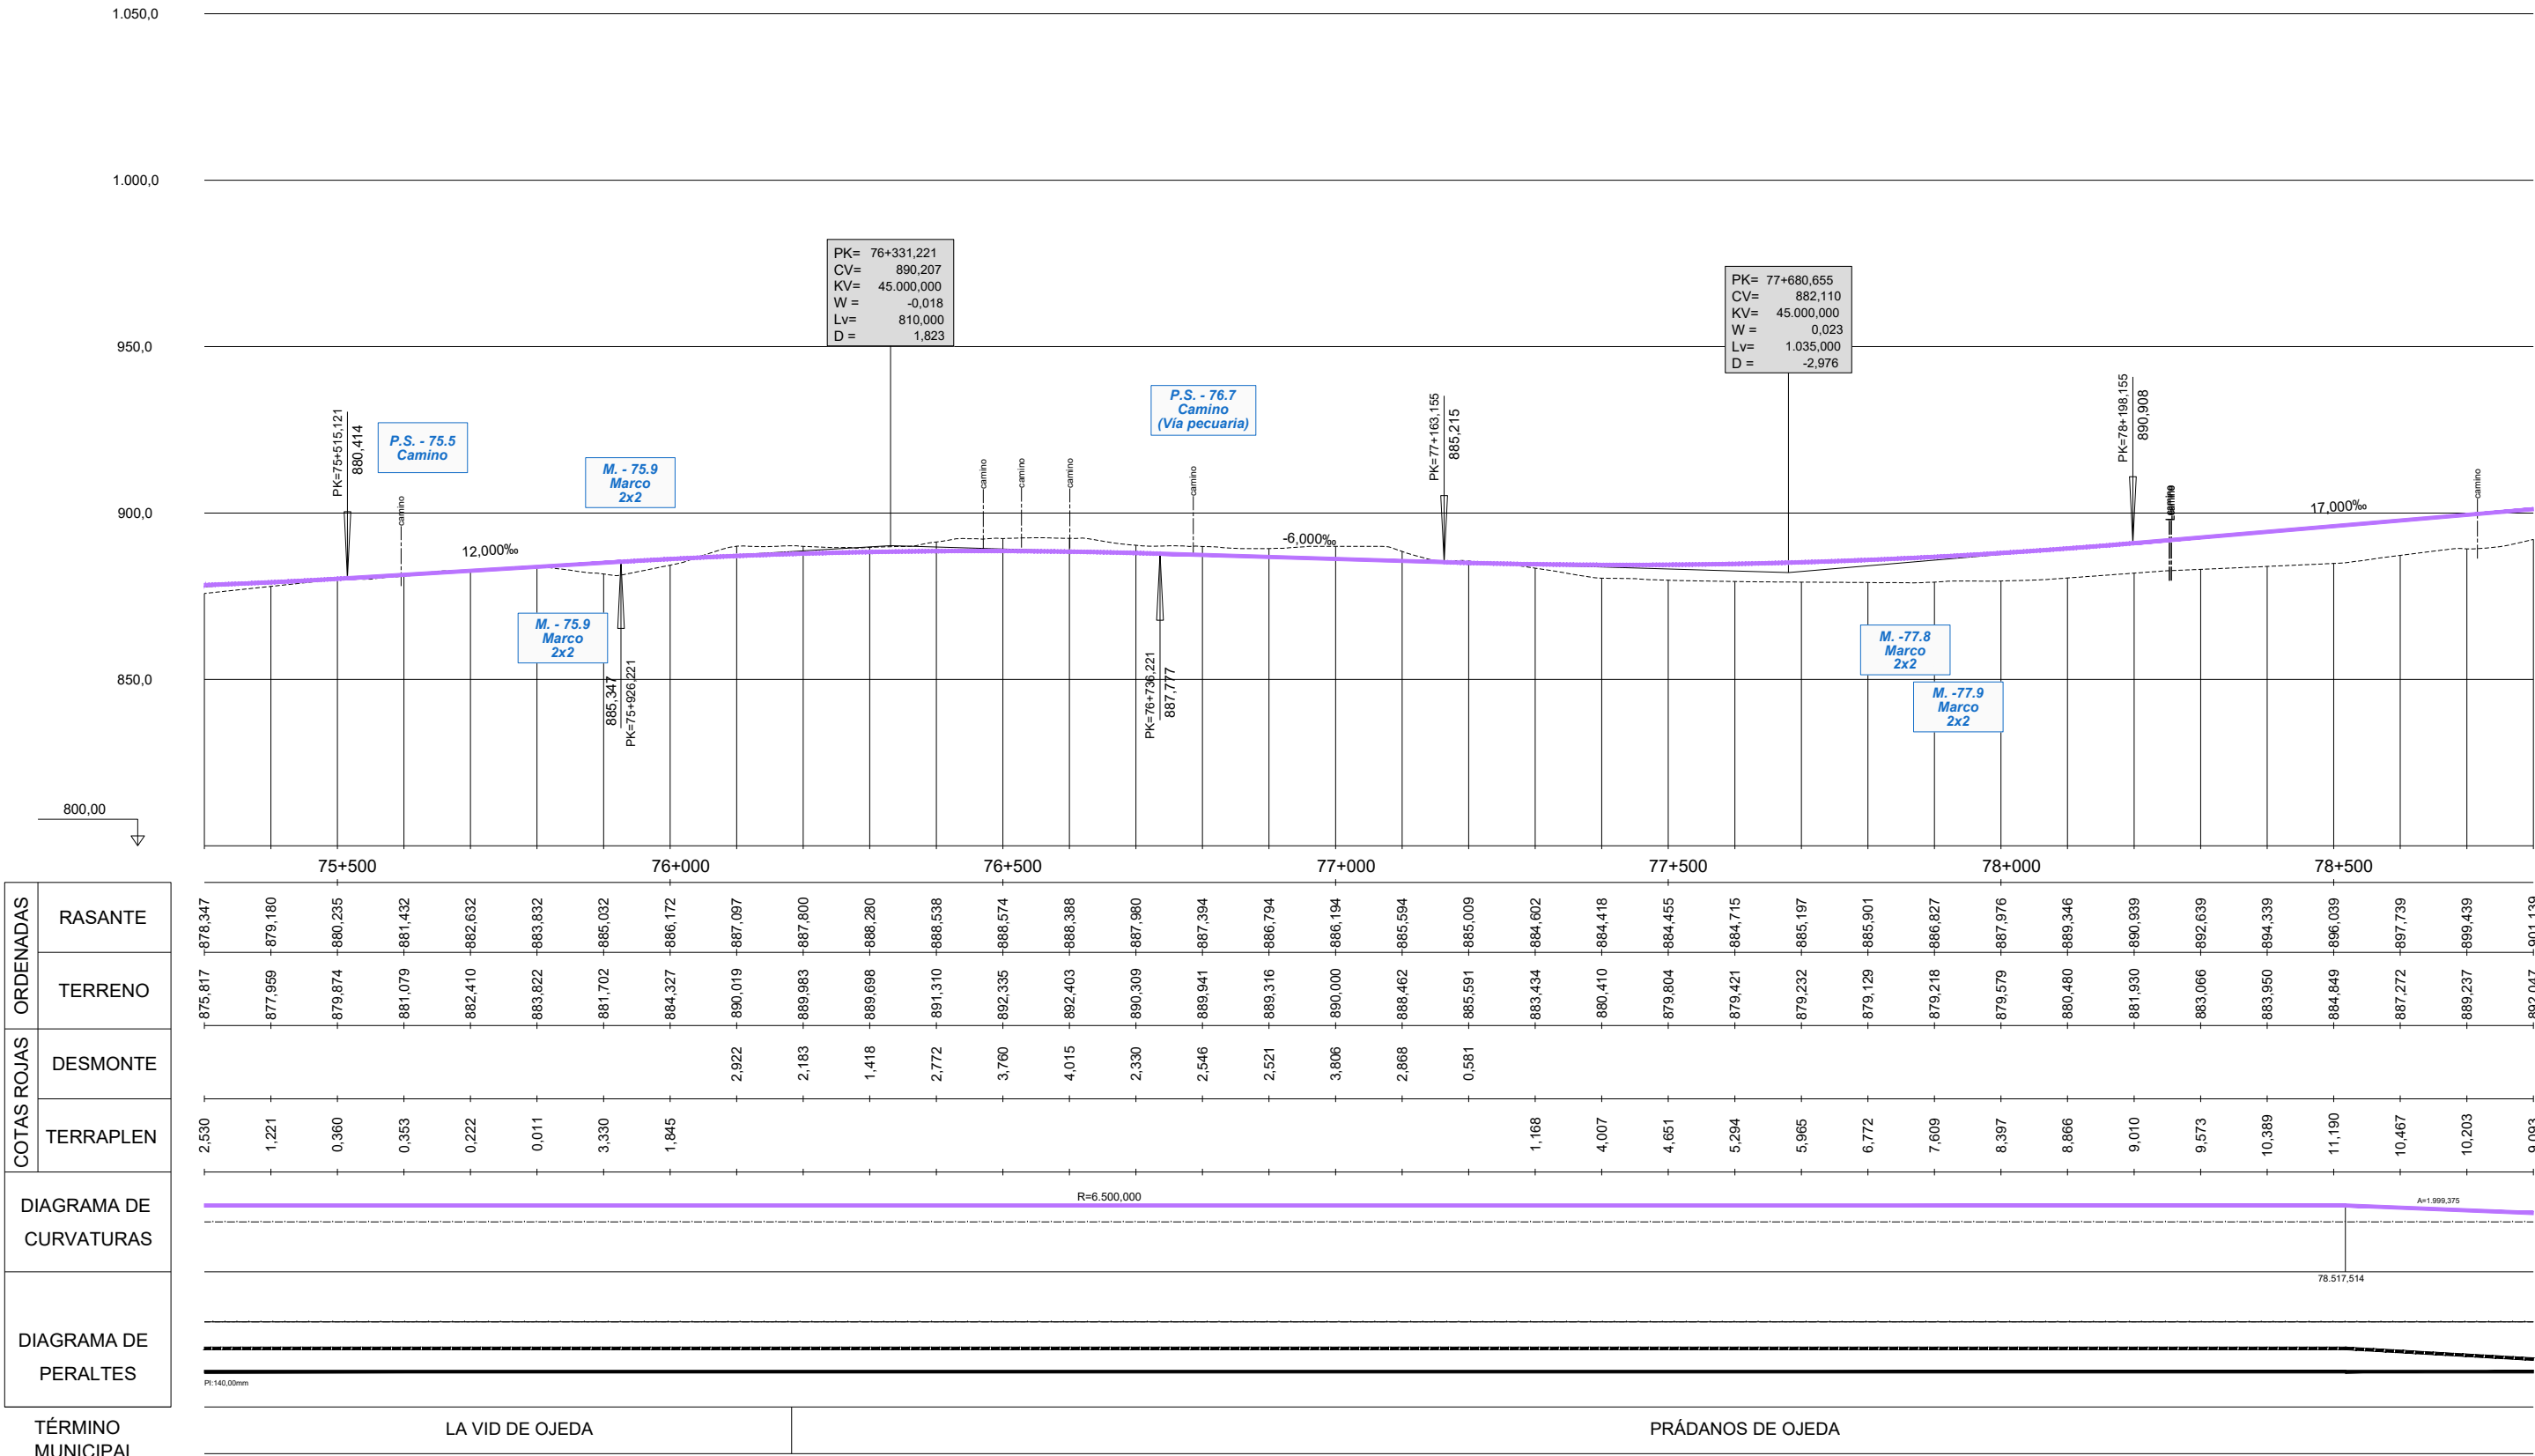 1.050,0
1.000,0
950,0
900,0
850,0
800,00
PK= 76+331,221
CV= 890,207
KV= 45.000,000
W = -0,018
Lv= 810,000
D = 1,823
PK= 77+680,655
CV= 882,110
KV= 45.000,000
W = 0,023
Lv= 1.035,000
D = -2,976
PK=75+515,121
880,414
P.S. - 75.5
Camino
camino
M. - 75.9
Marco
2x2
12,000‰
M. - 75.9
Marco
2x2
885,347
PK=75+926,221
camino
camino
camino
P.S. - 76.7
Camino
(Vía pecuaria)
camino
PK=76+736,221
887,777
-6,000‰
PK=77+163,155
885,215
M. -77.8
Marco
2x2
M. -77.9
Marco
2x2
PK=78+198,155
890,908
17,000‰
camino
75+500 76+000 76+500 77+000 77+500 78+000 78+500
ORDENADAS
RASANTE
878,347 879,180 880,235 881,432 882,632 883,832 885,032 886,172 887,097 887,800 888,280 888,538 888,574 888,388 887,980 887,394 886,794 886,194 885,594 885,009 884,602 884,418 884,455 884,715 885,197 885,901 886,827 887,976 889,346 890,939 892,639 894,339 896,039 897,739 899,439 901,139
TERRENO
875,817 877,959 879,874 881,079 882,410 883,822 881,702 884,327 890,019 889,983 889,698 891,310 892,335 892,403 890,309 889,941 889,316 890,000 888,462 885,591 883,434 880,410 879,804 879,421 879,232 879,129 879,218 879,579 880,480 881,930 883,066 883,950 884,849 887,272 889,237 892,047
COTAS ROJAS
DESMONTE
2,922 2,183 1,418 2,772 3,760 4,015 2,330 2,546 2,521 3,806 2,868 0,581
TERRAPLEN
2,530 1,221 0,360 0,353 0,222 0,011 3,330 1,845 1,168 4,007 4,651 5,294 5,965 6,772 7,609 8,397 8,866 9,010 9,573 10,389 11,190 10,467 10,203 9,093
DIAGRAMA DE
CURVATURAS
R=6.500,000
A=1.999,375
78.517,514
DIAGRAMA DE
PERALTES
PI:140,00mm
TÉRMINO
MUNICIPAL
LA VID DE OJEDA
PRÁDANOS DE OJEDA